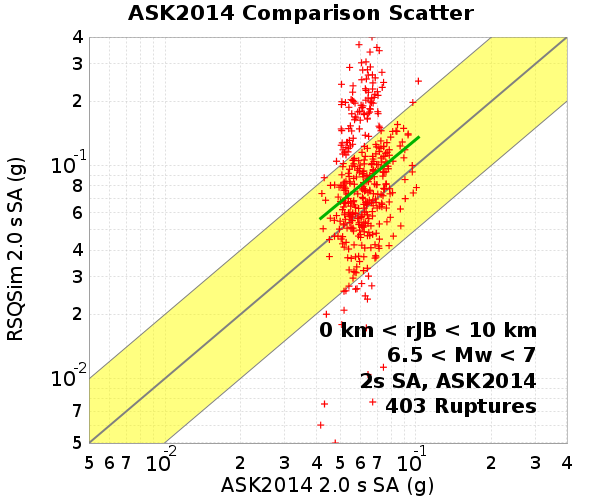 ASK2014 Comparison Scatter
RSQSim 2.0 s SA (g)
4
3
2
10⁻¹
8
6
4
3
2
10⁻²
7
5
0 km < rJB < 10 km
6.5 < Mw < 7
2s SA, ASK2014
403 Ruptures
5 6 7 10⁻² 2 3 4 5 6 7 10⁻¹ 2 3 4
ASK2014 2.0 s SA (g)